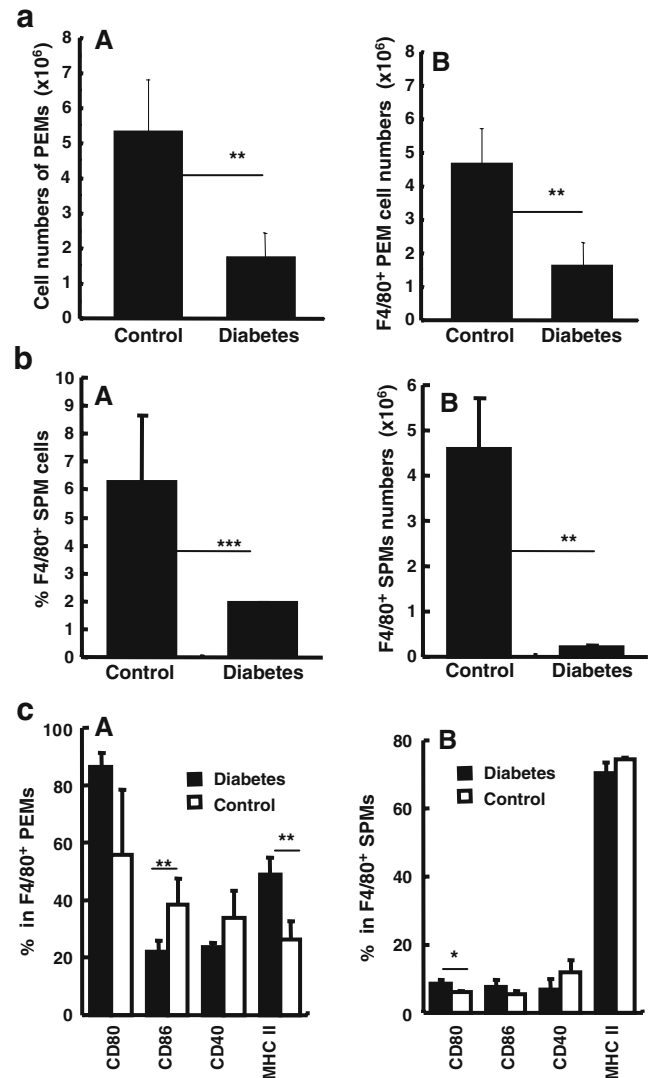 a
A
Cell numbers of PEMs (x10⁶)
8
7
6
5
4
3
2
1
0
**
Control Diabetes
B
F4/80⁺ PEM cell numbers (x10⁶)
8
7
6
5
4
3
2
1
0
**
Control Diabetes
b
A
% F4/80⁺ SPM cells
10
9
8
7
6
5
4
3
2
1
0
***
Control Diabetes
B
F4/80⁺ SPMs numbers (x10⁶)
6
5
4
3
2
1
0
**
Control Diabetes
c
A
% in F4/80⁺ PEMs
100
80
60
40
20
0
Diabetes
Control
**
**
CD80 CD86 CD40 MHC II
B
% in F4/80⁺ SPMs
80
60
40
20
0
Diabetes
Control
*
CD80 CD86 CD40 MHC II